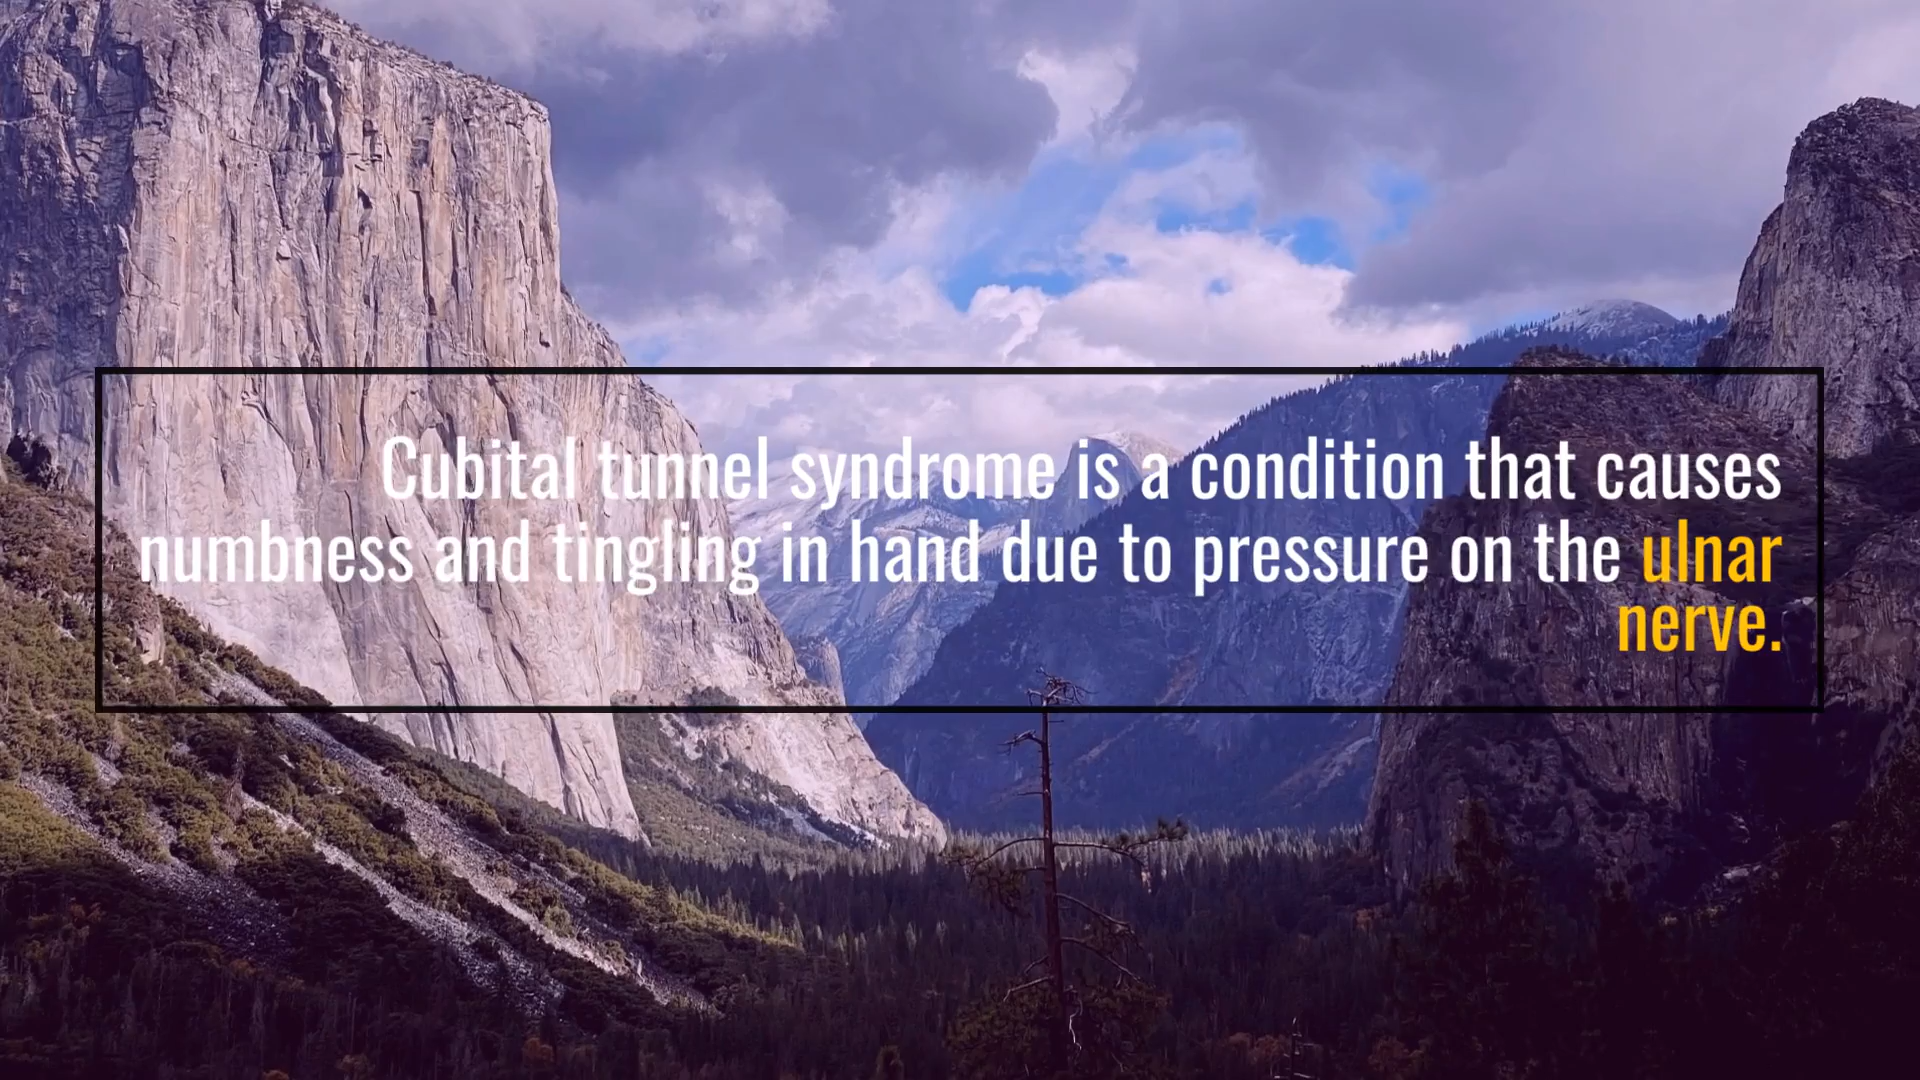 Cubital tunnel syndrome is a condition that causes
numbness and tingling in hand due to pressure on the ulnar
nerve.